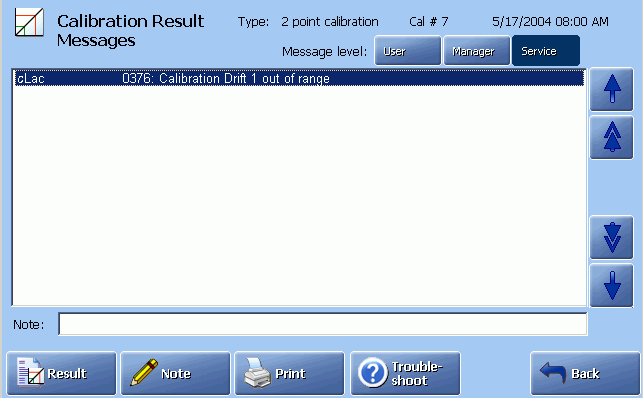 Calibration Result Type: 2 point calibration Cal # 7 5/17/2004 08:00 AM
Messages
Message level: User Manager Service
cLac 0376: Calibration Drift 1 out of range
Note:
Result Note Print Trouble-
shoot Back